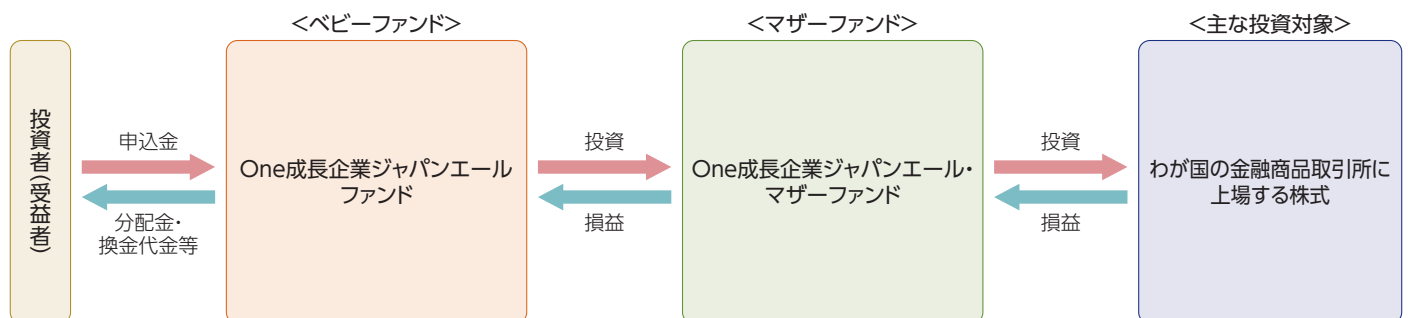 <ベビーファンド>
<マザーファンド>
<主な投資対象>
投資者(受益者)
申込金
分配金・
換金代金等
One成長企業ジャパンエール
ファンド
投資
損益
One成長企業ジャパンエール・
マザーファンド
投資
損益
わが国の金融商品取引所に
上場する株式